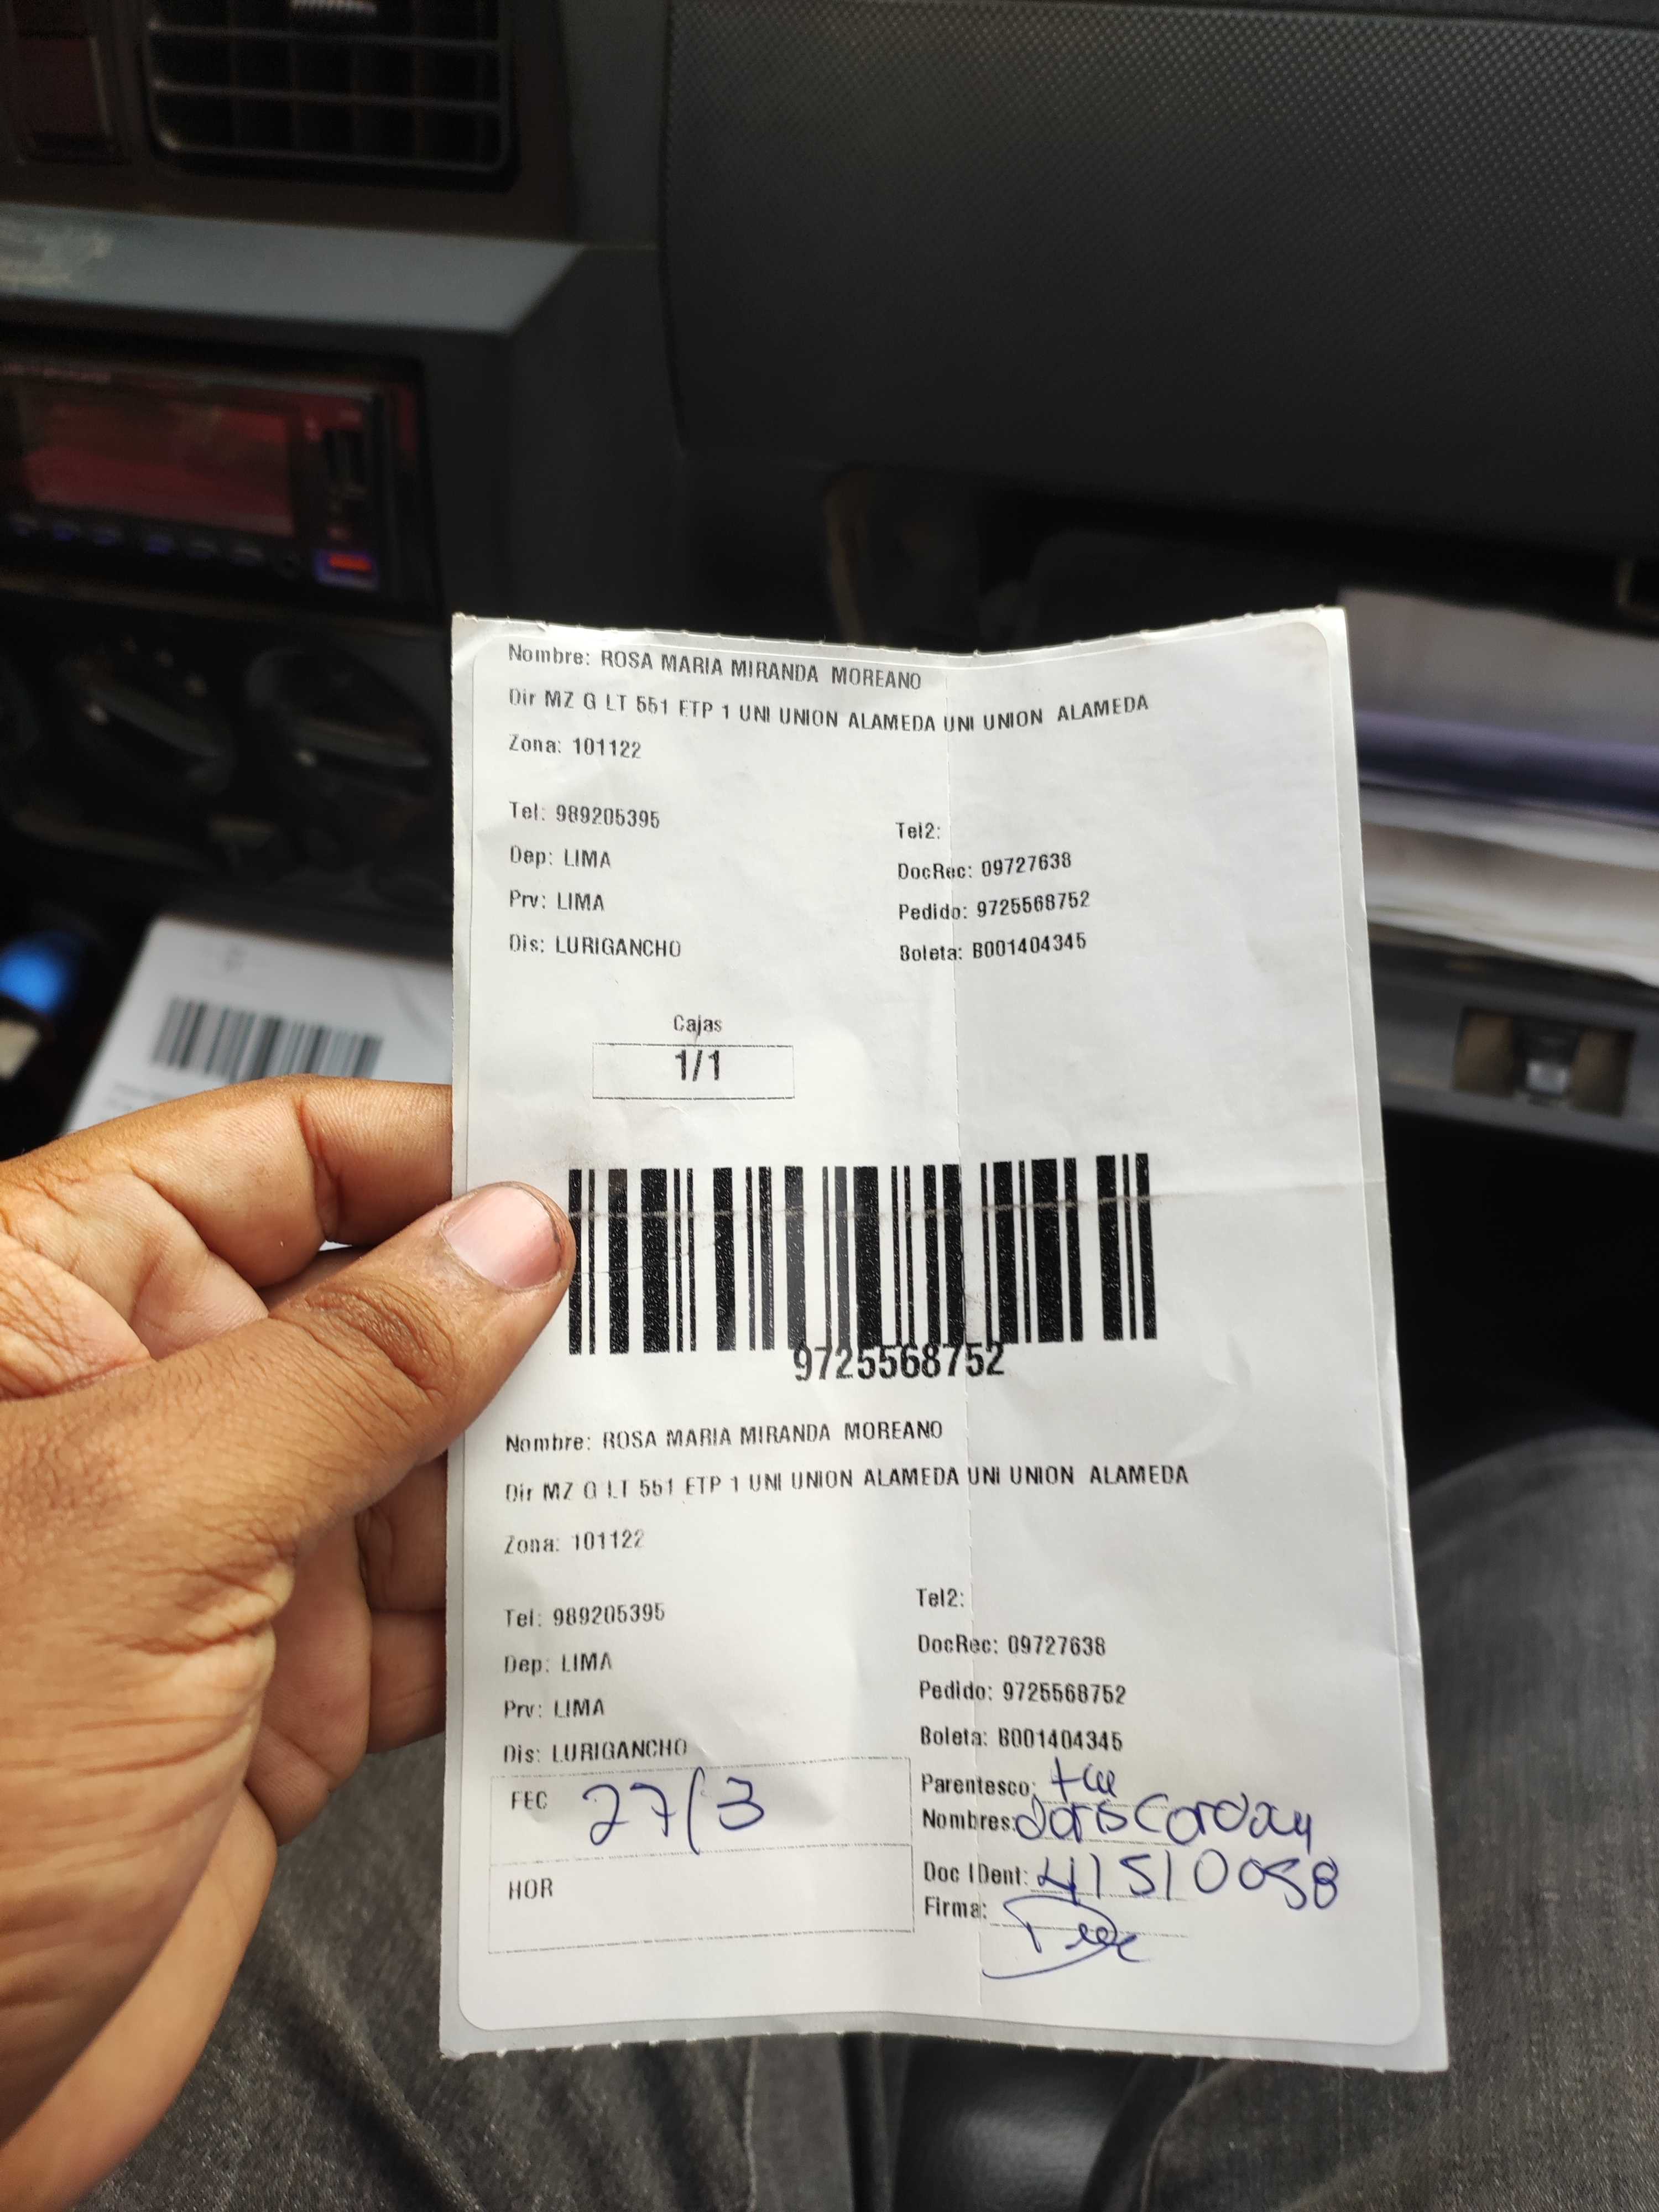 Nombre: ROSA MARIA MIRANDA MOREANO
Dir MZ G LT 551 ETP 1 UNI UNION ALAMEDA UNI UNION ALAMEDA
Zona: 101122
Tel: 989205395
Tel2:
Dep: LIMA
DocRec: 09727638
Prv: LIMA
Pedido: 9725568752
Dis: LURIGANCHO
Boleta: B001404345
Cajas
1/1
9725568752
Nombre: ROSA MARIA MIRANDA MOREANO
Dir MZ G LT 551 ETP 1 UNI UNION ALAMEDA UNI UNION ALAMEDA
Zona: 101122
Tel: 989205395
Tel2:
Dep: LIMA
DocRec: 09727638
Prv: LIMA
Pedido: 9725568752
Dis: LURIGANCHO
Boleta: B001404345
FEC 27/3
Parentesco:
Nombres: doris
HOR
Doc IDent: 41510058
Firma: